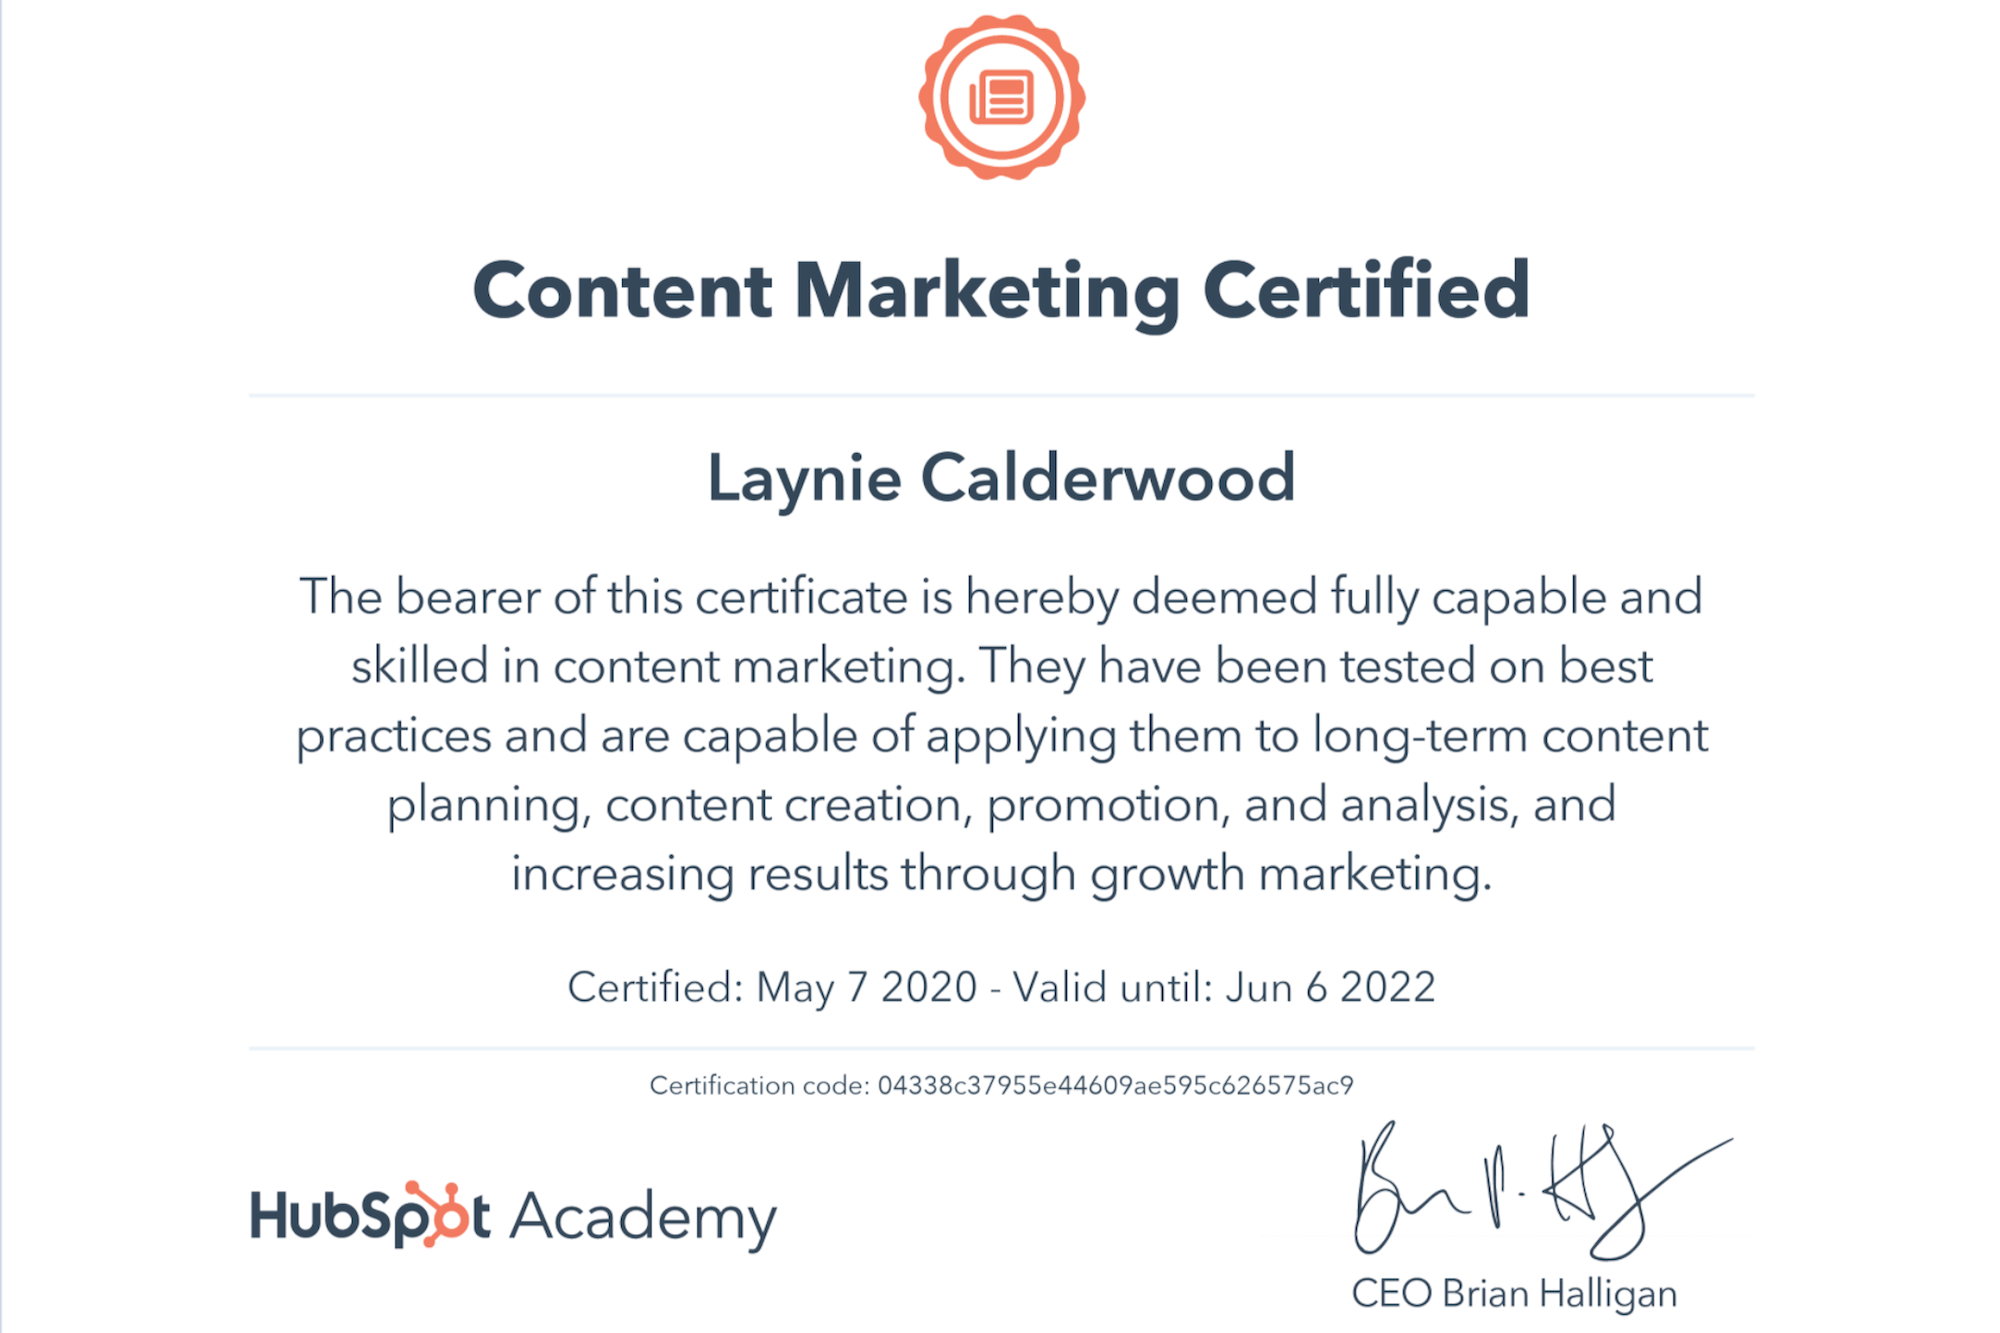 Content Marketing Certified
Laynie Calderwood
The bearer of this certificate is hereby deemed fully capable and
skilled in content marketing. They have been tested on best
practices and are capable of applying them to long-term content
planning, content creation, promotion, and analysis, and
increasing results through growth marketing.
Certified: May 7 2020 - Valid until: Jun 6 2022
Certification code: 04338c37955e44609ae595c626575ac9
HubSpot Academy
CEO Brian Halligan